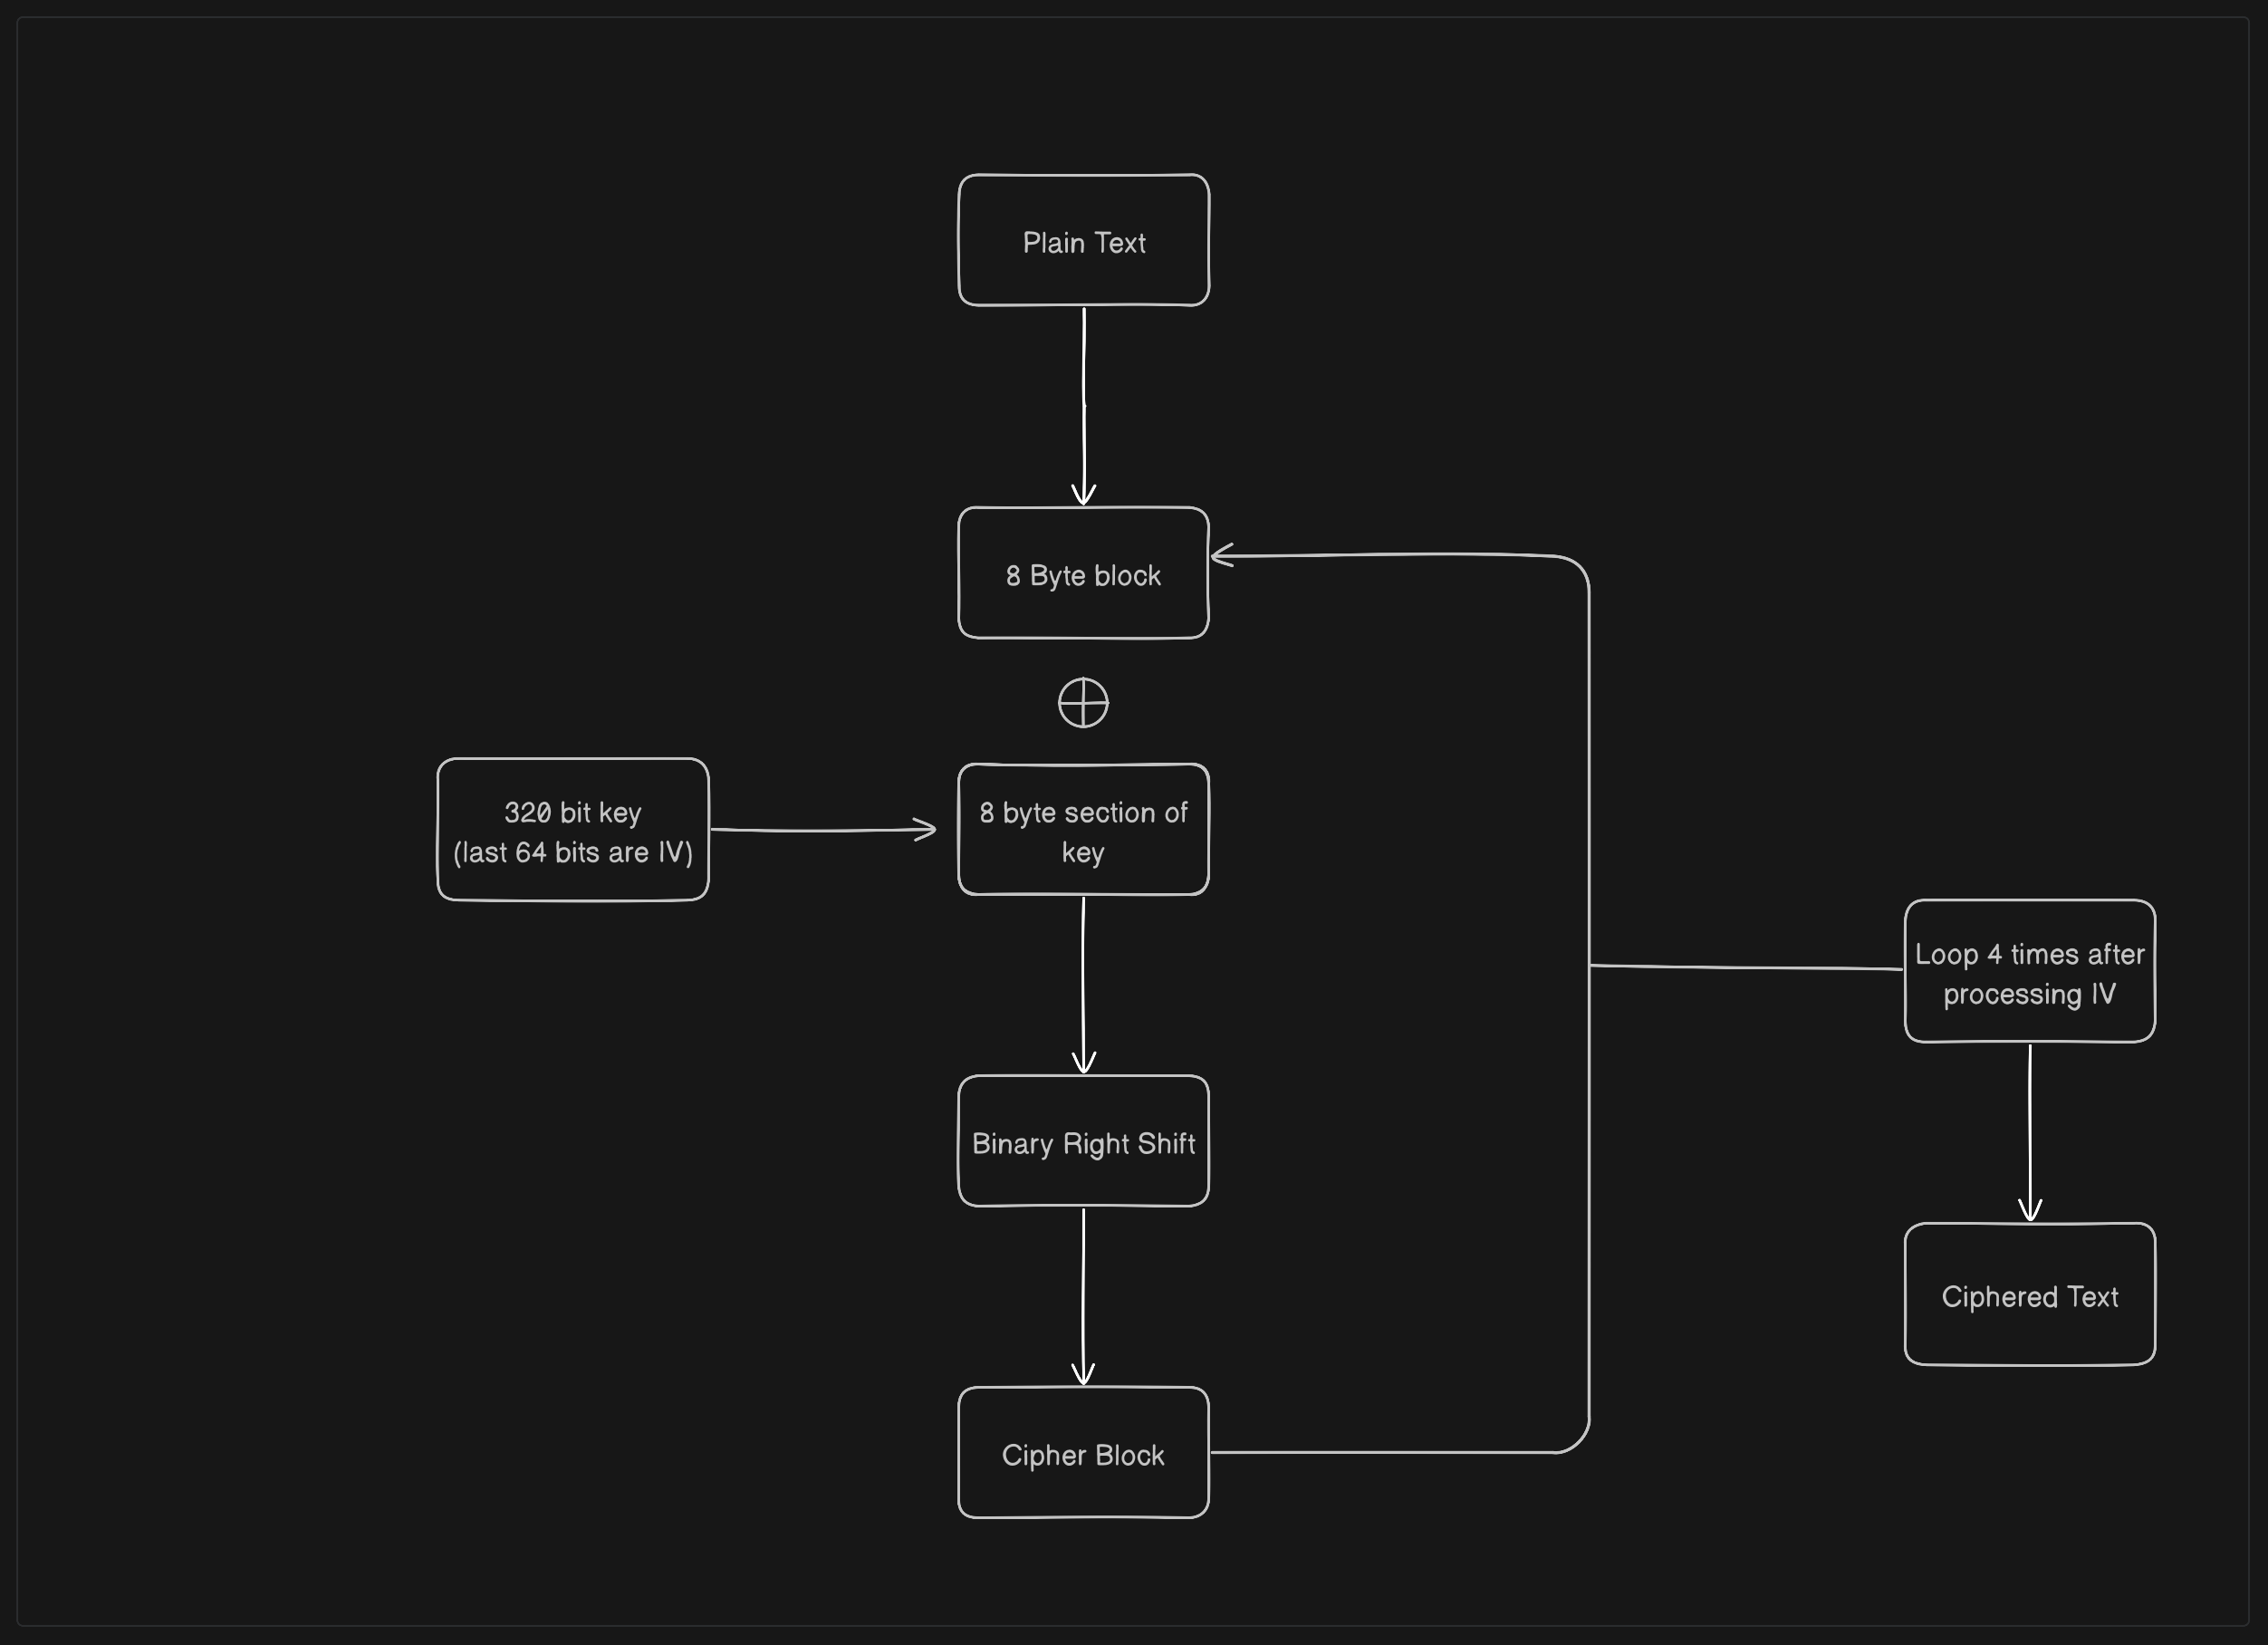 Plain Text
8 Byte block
320 bit key
(last 64 bits are IV)
8 byte section of
key
Loop 4 times after
processing IV
Binary Right Shift
Ciphered Text
Cipher Block